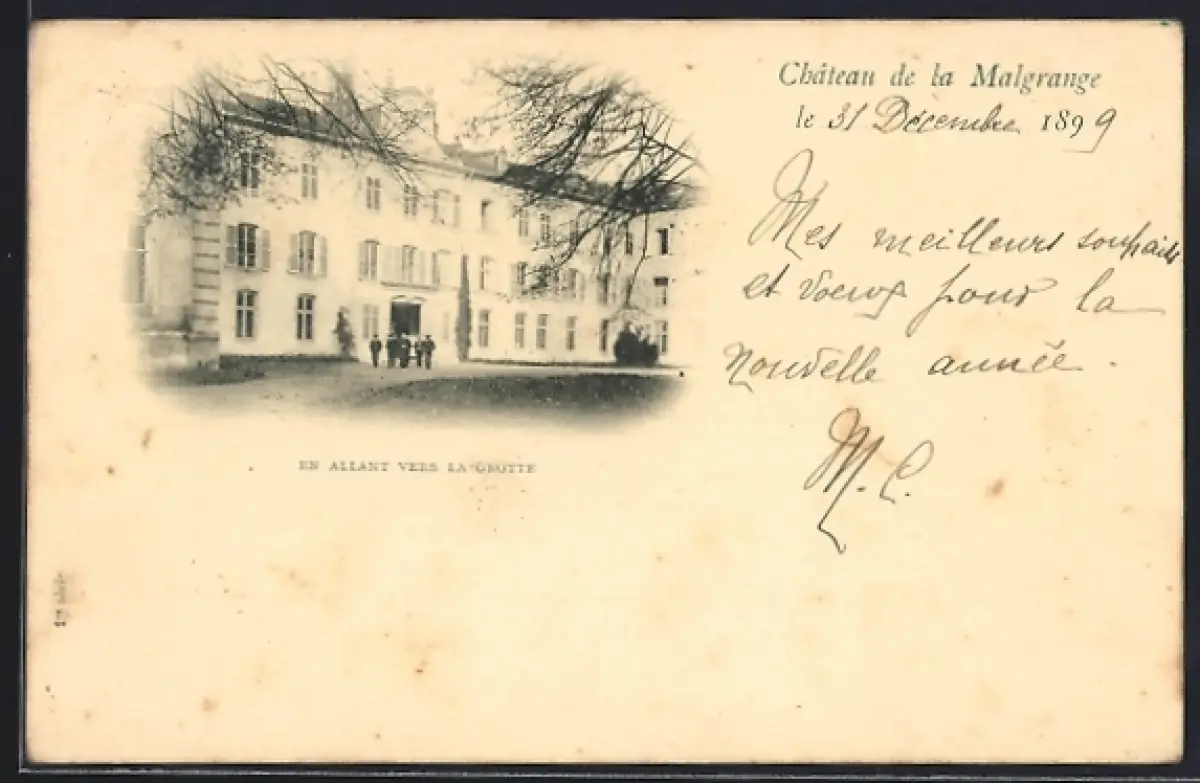 Château de la Malgrange
le 31 Décembre 1899
Mes meilleurs souhaits
et voeux pour la
Nouvelle année.
M. C.
EN ALLANT VERS LA GROTTE